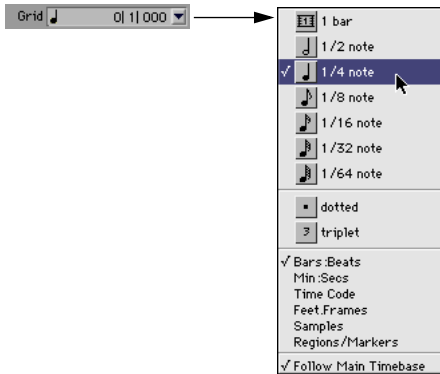 Grid 0| 1| 000
1 bar
1/2 note
√ 1/4 note
1/8 note
1/16 note
1/32 note
1/64 note
dotted
3 triplet
√ Bars:Beats
Min:Secs
Time Code
Feet.Frames
Samples
Regions/Markers
√ Follow Main Timebase